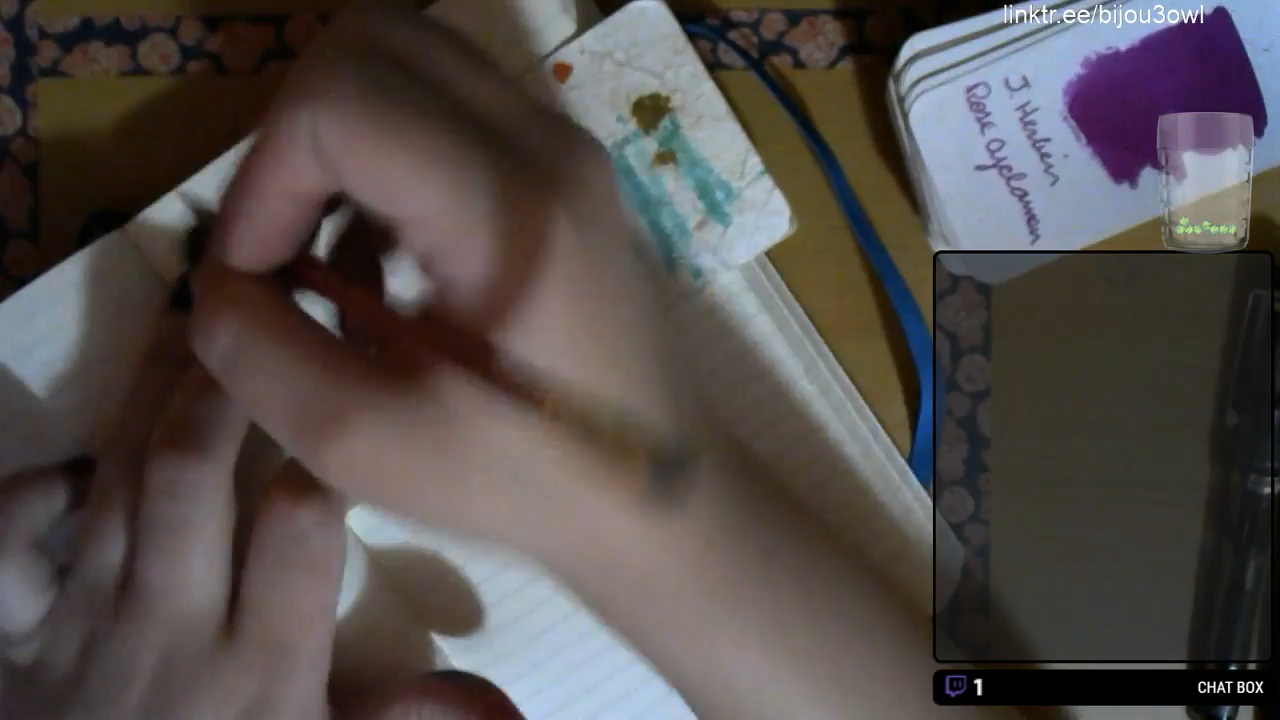 linktr.ee/bijou3owl
J. Herbin
Rose Cyclamen
1
CHAT BOX